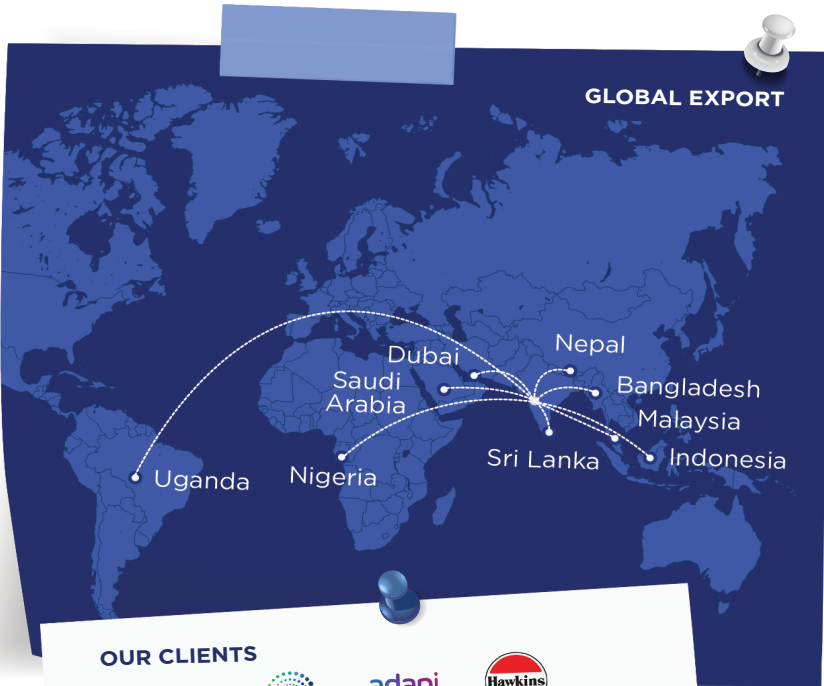 GLOBAL EXPORT
Nepal
Dubai
Saudi
Arabia
Bangladesh
Malaysia
Indonesia
Sri Lanka
Nigeria
Uganda
OUR CLIENTS
adani
Hawkins